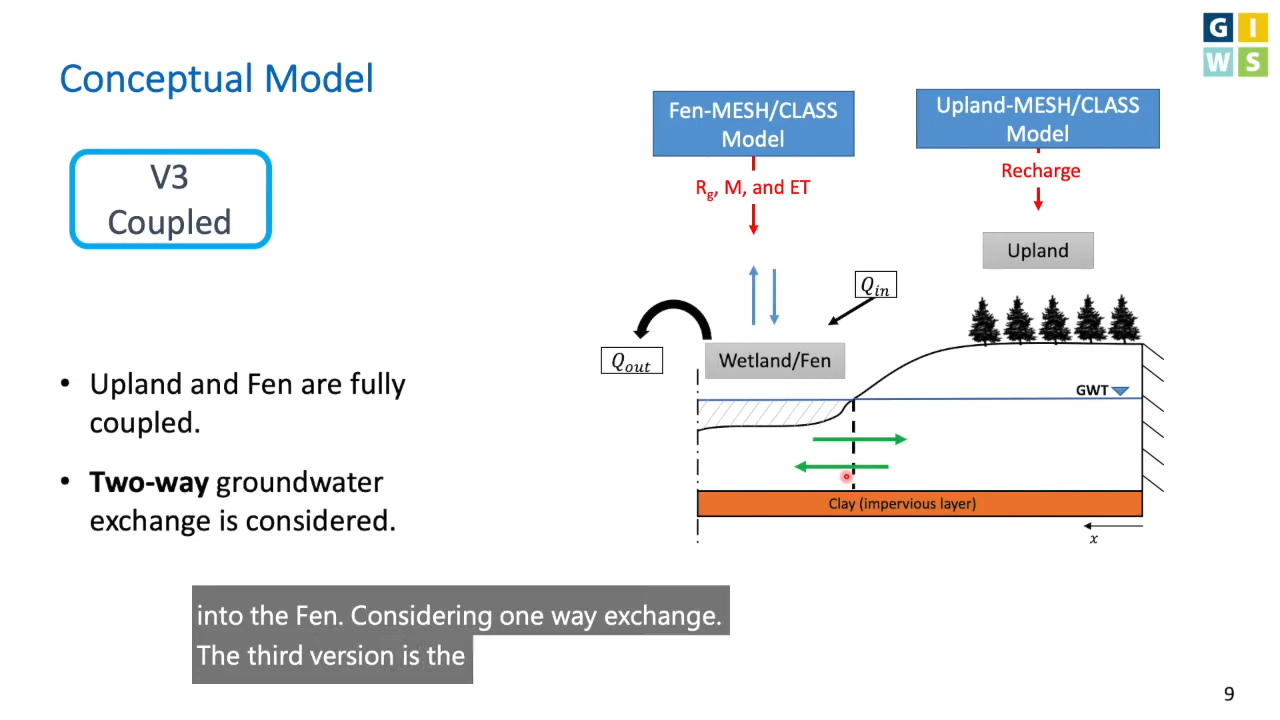 G I
W S
Conceptual Model
V3
Coupled
Fen-MESH/CLASS
Model
Upland-MESH/CLASS
Model
Rg, M, and ET
Recharge
Upland
Qin
Qout
Wetland/Fen
GWT
Clay (impervious layer)
x
• Upland and Fen are fully
coupled.
• Two-way groundwater
exchange is considered.
into the Fen. Considering one way exchange.
The third version is the
9